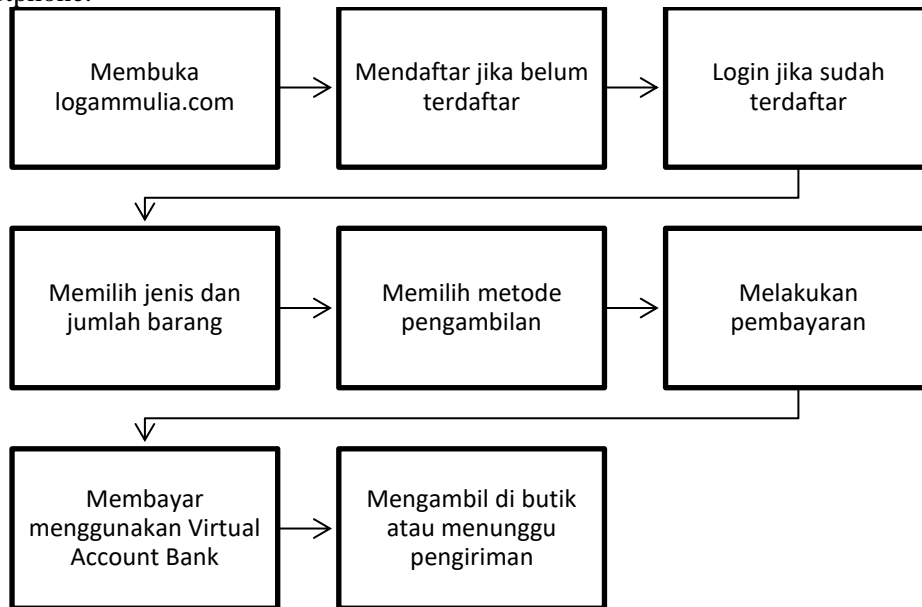 Membuka
logammulia.com
Mendaftar jika belum
terdaftar
Login jika sudah
terdaftar
Memilih jenis dan
jumlah barang
Memilih metode
pengambilan
Melakukan
pembayaran
Membayar
menggunakan Virtual
Account Bank
Mengambil di butik
atau menunggu
pengiriman